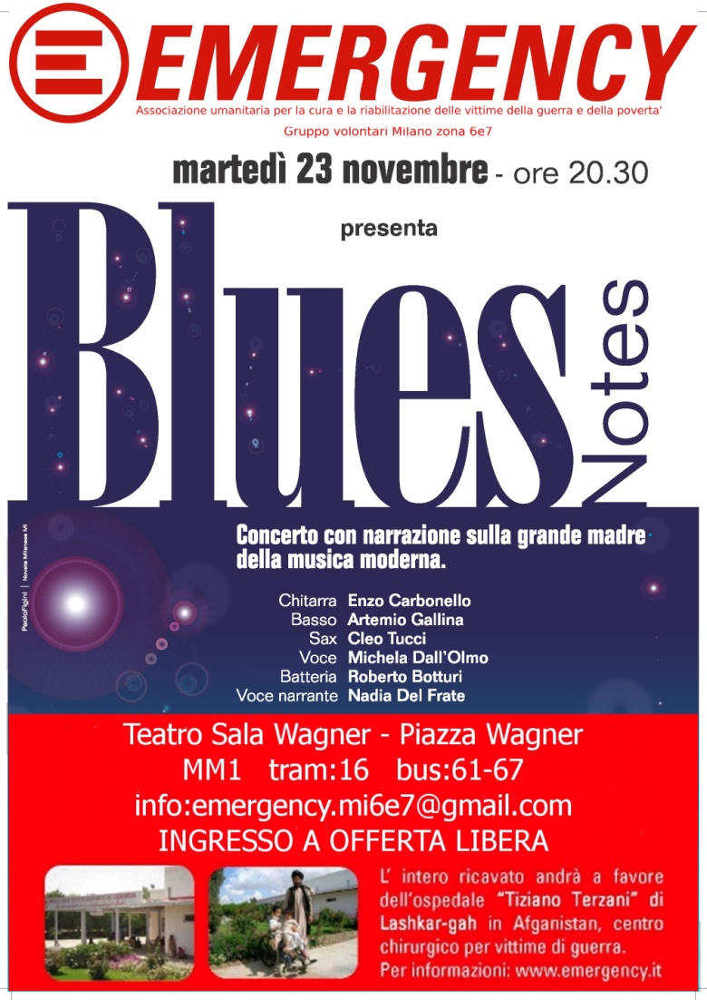 EMERGENCY
Associazione umanitaria per la cura e la riabilitazione delle vittime della guerra e della poverta'
Gruppo volontari Milano zona 6e7
martedì 23 novembre - ore 20.30
presenta
Blues
Notes
Concerto con narrazione sulla grande madre
della musica moderna.
PaoloFigini | Novate Milanese MI
Chitarra Enzo Carbonello
Basso Artemio Gallina
Sax Cleo Tucci
Voce Michela Dall'Olmo
Batteria Roberto Botturi
Voce narrante Nadia Del Frate
Teatro Sala Wagner - Piazza Wagner
MM1 tram:16 bus:61-67
info:emergency.mi6e7@gmail.com
INGRESSO A OFFERTA LIBERA
L' intero ricavato andrà a favore
dell'ospedale "Tiziano Terzani" di
Lashkar-gah in Afganistan, centro
chirurgico per vittime di guerra.
Per informazioni: www.emergency.it